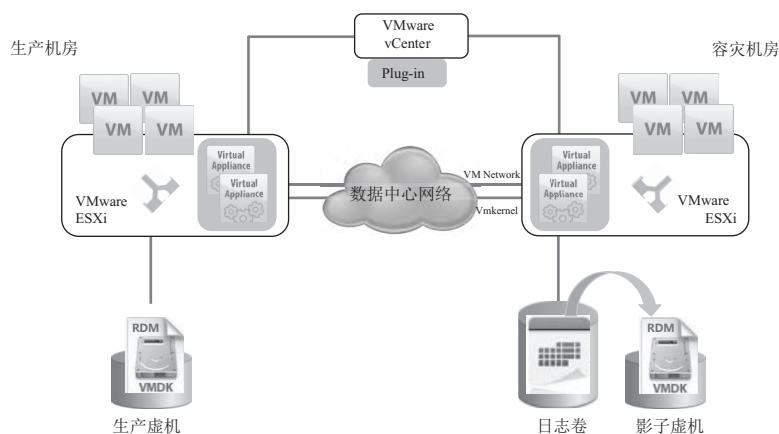 VMware
vCenter
Plug-in
生产机房
容灾机房
VM
VM
VM
VM
VM
VM
VM
VM
VMware
ESXi
Virtual
Appliance
Virtual
Appliance
数据中心网络
VM Network
Vmkernel
Virtual
Appliance
Virtual
Appliance
VMware
ESXi
RDM
VMDK
生产虚机
日志卷
RDM
VMDK
影子虚机